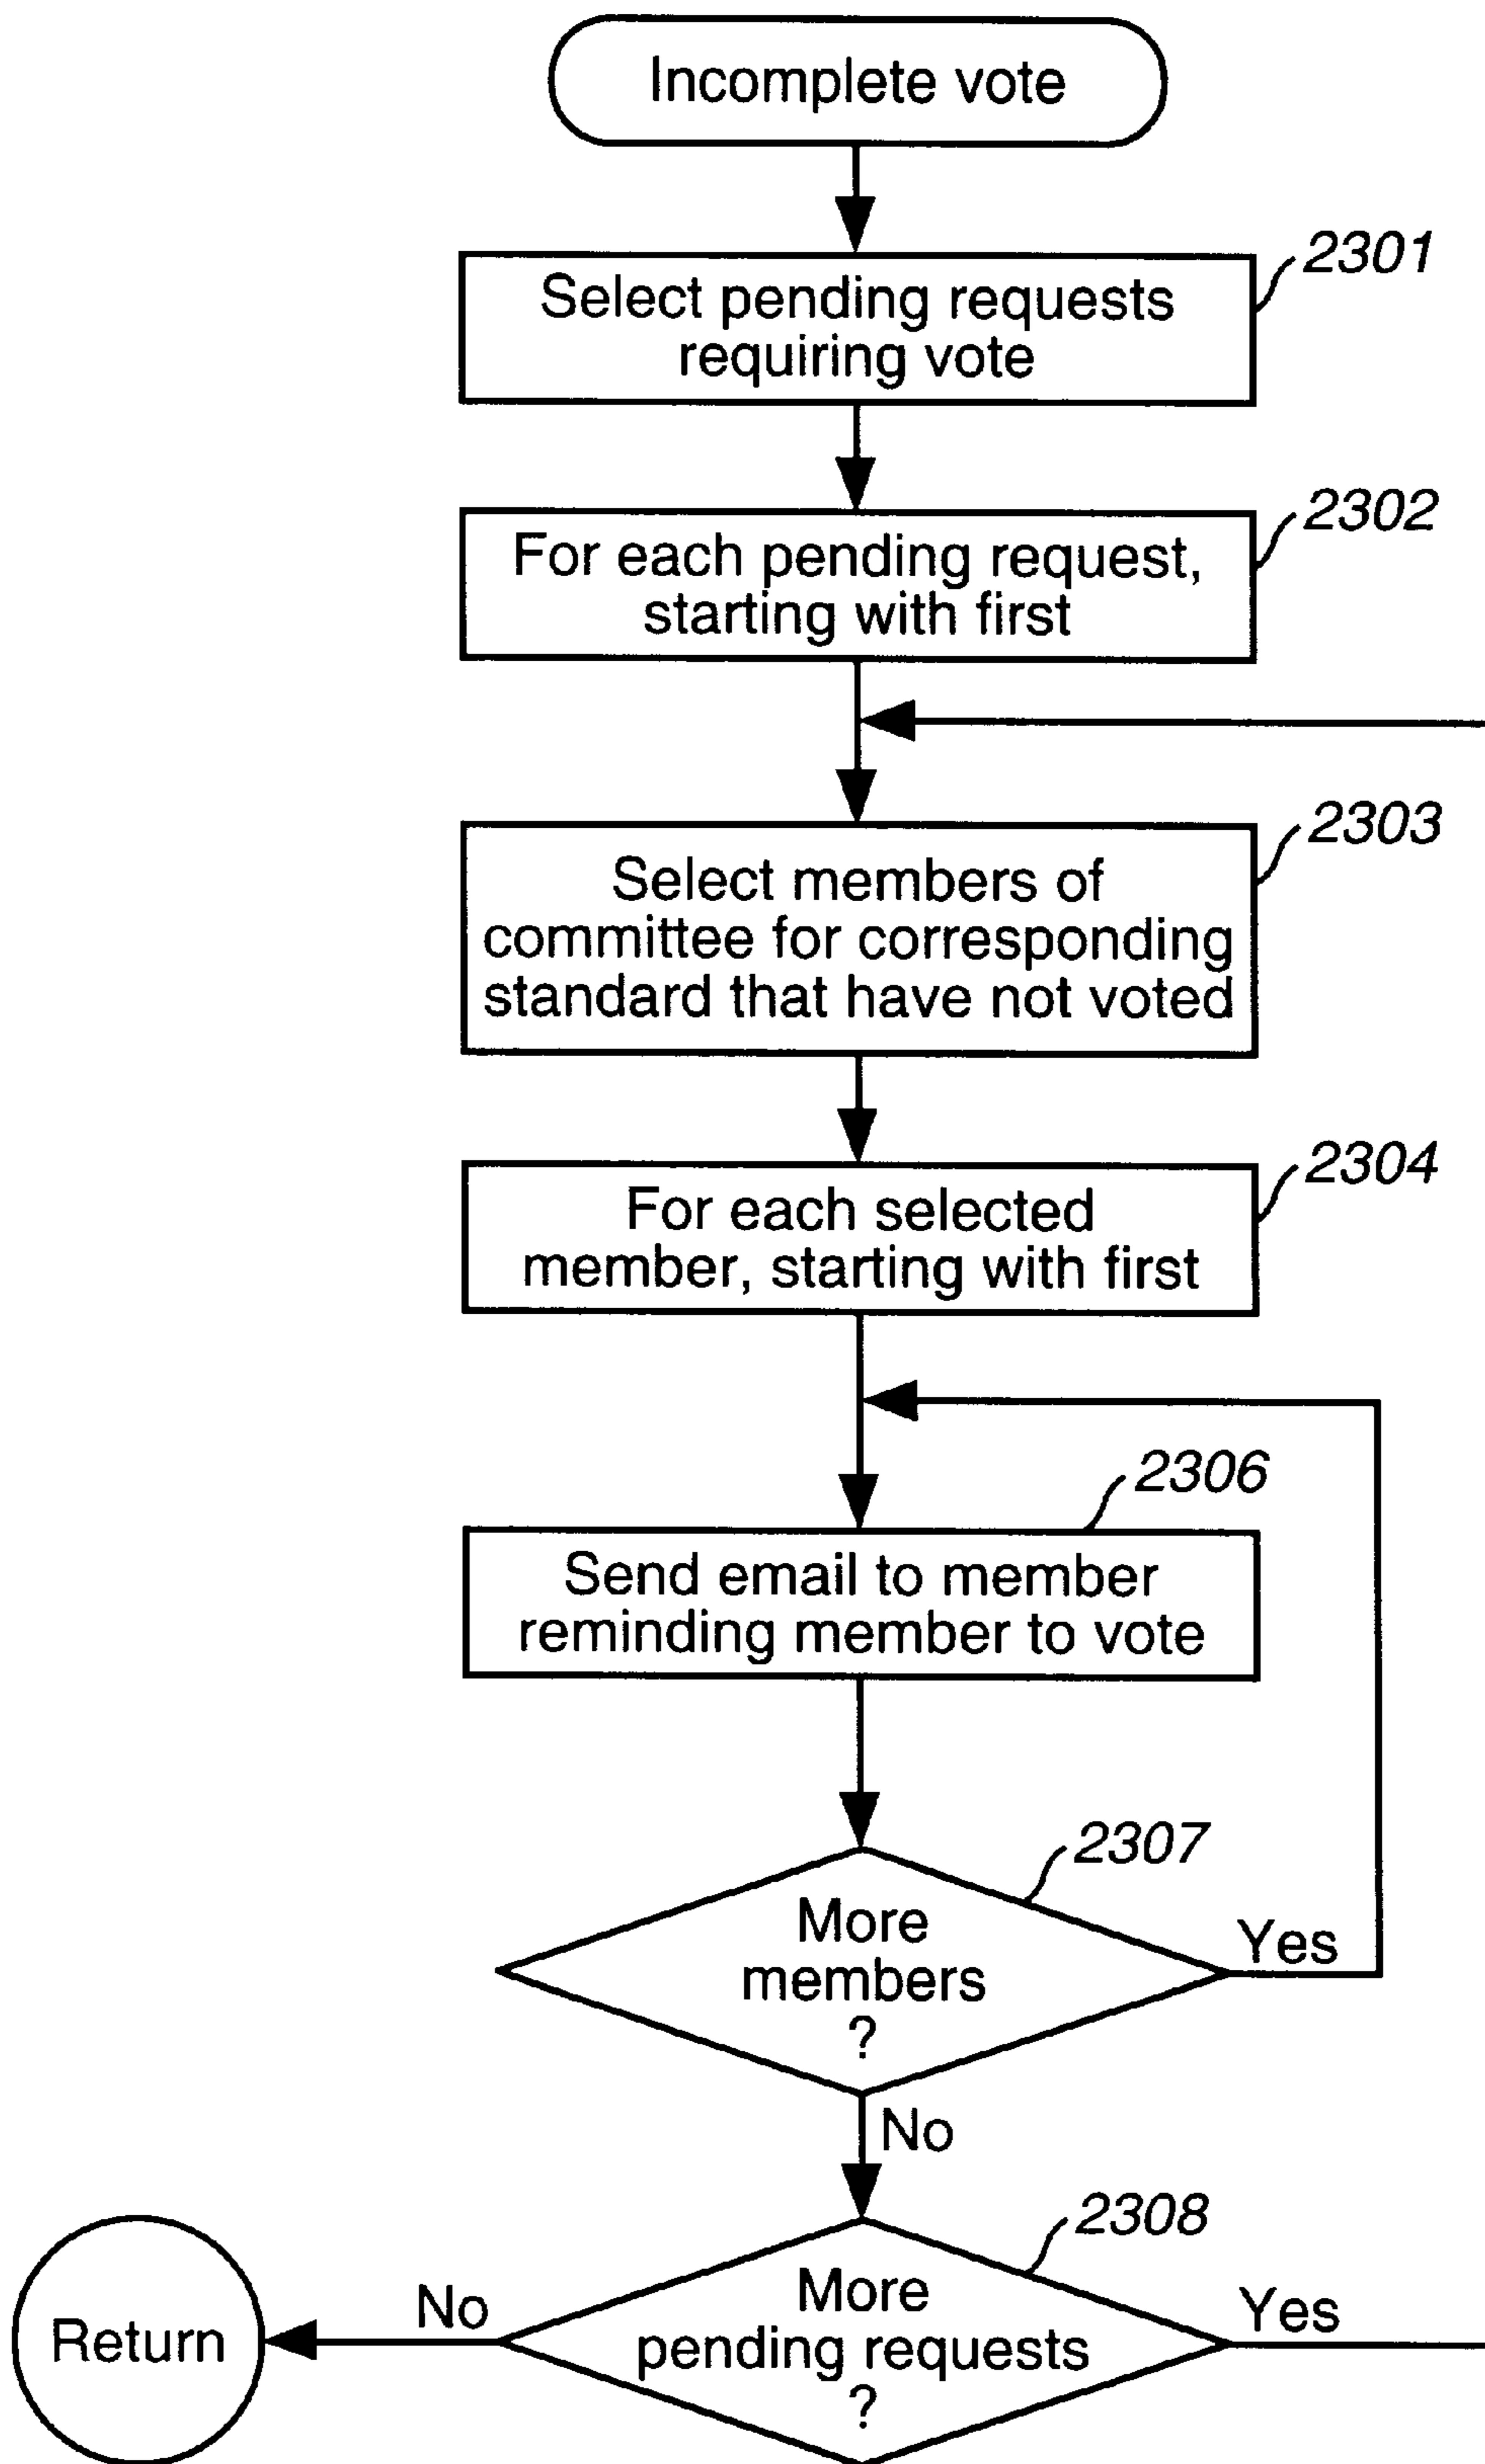 Incomplete vote
2301
Select pending requests
requiring vote
2302
For each pending request,
starting with first
2303
Select members of
committee for corresponding
standard that have not voted
2304
For each selected
member, starting with first
2306
Send email to member
reminding member to vote
2307
More
members
?
Yes
No
2308
More
pending requests
?
Yes
No
Return